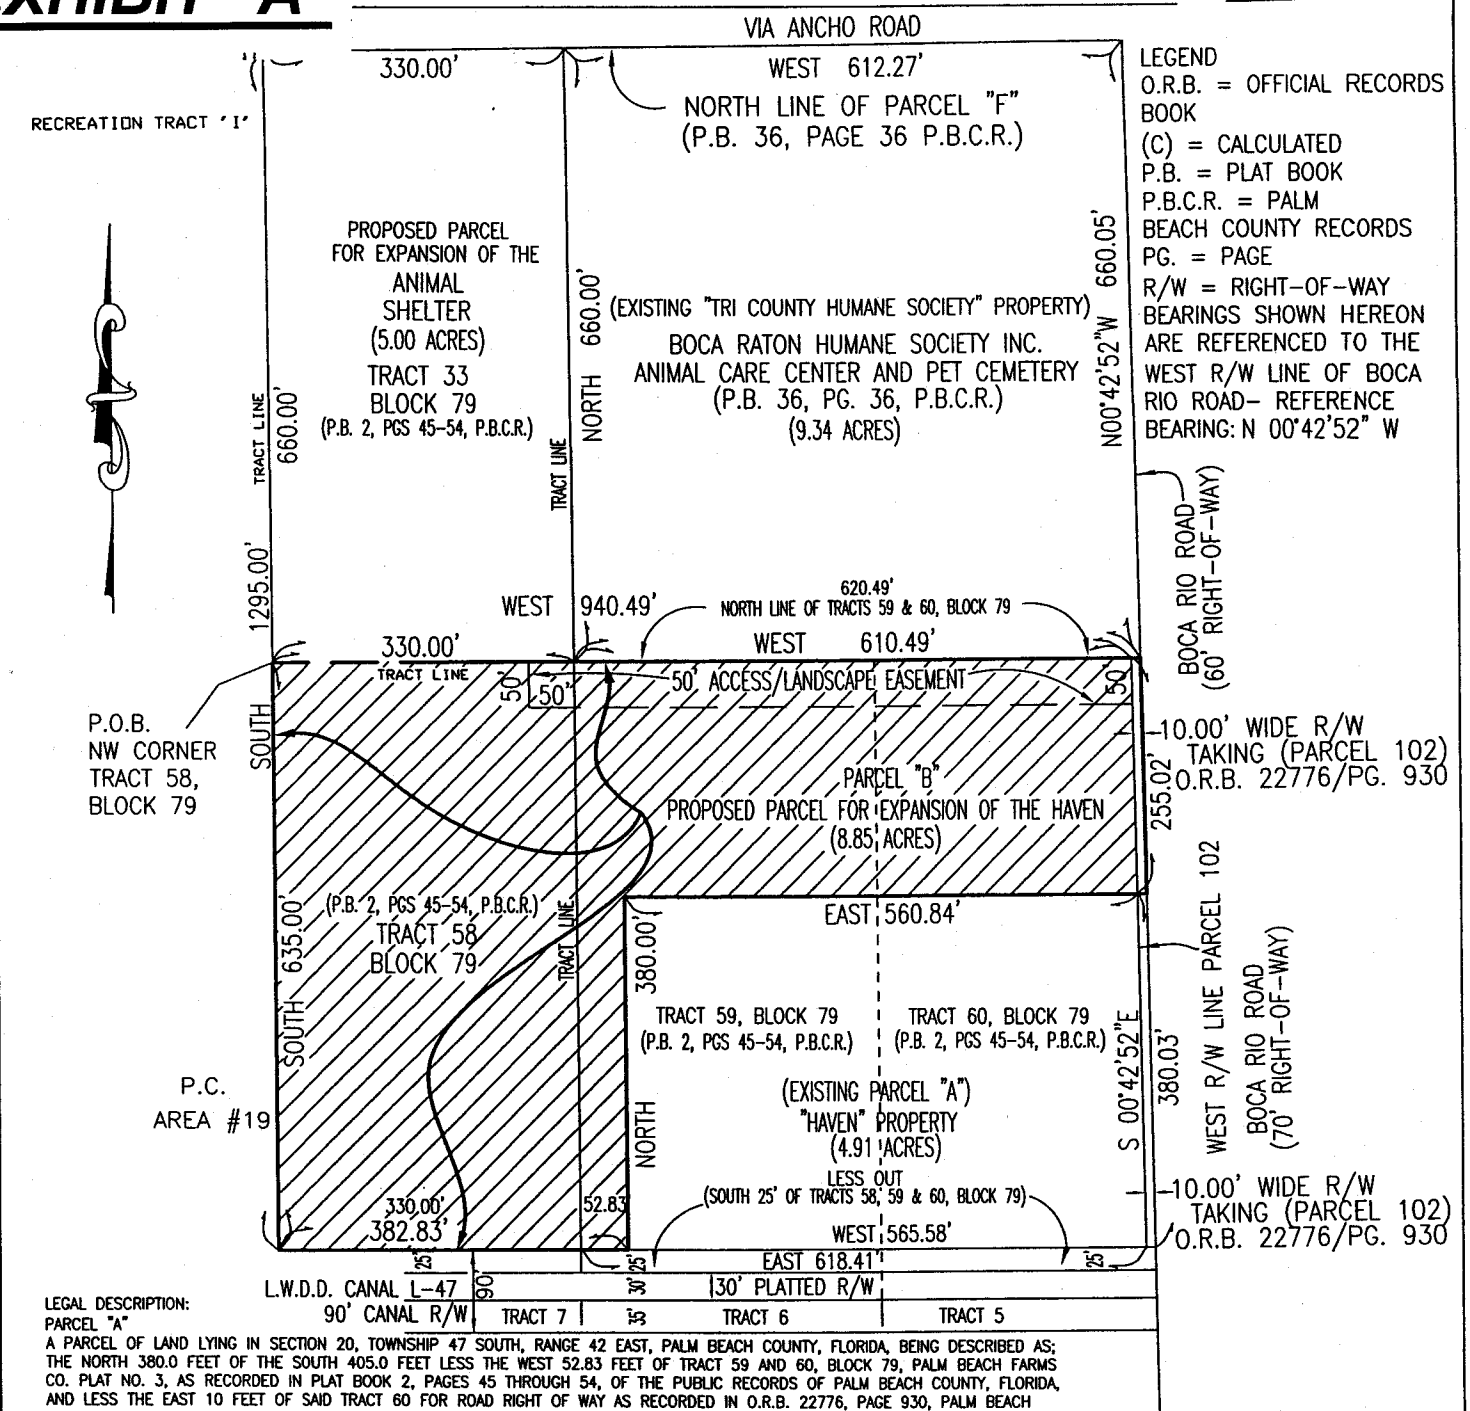 EXHIBIT "A"
VIA ANCHO ROAD
330.00'
WEST 612.27'
NORTH LINE OF PARCEL "F"
(P.B. 36, PAGE 36 P.B.C.R.)
RECREATION TRACT 'I'
LEGEND
O.R.B. = OFFICIAL RECORDS
BOOK
(C) = CALCULATED
P.B. = PLAT BOOK
P.B.C.R. = PALM
BEACH COUNTY RECORDS
PG. = PAGE
R/W = RIGHT-OF-WAY
BEARINGS SHOWN HEREON
ARE REFERENCED TO THE
WEST R/W LINE OF BOCA
RIO ROAD- REFERENCE
BEARING: N 00°42'52" W
PROPOSED PARCEL
FOR EXPANSION OF THE
ANIMAL
SHELTER
(5.00 ACRES)
TRACT 33
BLOCK 79
(P.B. 2, PGS 45-54, P.B.C.R.)
TRACT LINE
660.00'
1295.00'
SOUTH
NORTH 660.00'
TRACT LINE
(EXISTING "TRI COUNTY HUMANE SOCIETY" PROPERTY)
BOCA RATON HUMANE SOCIETY INC.
ANIMAL CARE CENTER AND PET CEMETERY
(P.B. 36, PG. 36, P.B.C.R.)
(9.34 ACRES)
N00°42'52"W 660.05'
BOCA RIO ROAD
(60' RIGHT-OF-WAY)
WEST 940.49'
620.49'
NORTH LINE OF TRACTS 59 & 60, BLOCK 79
330.00'
TRACT LINE
WEST 610.49'
50'
50'
50' ACCESS/LANDSCAPE EASEMENT
50'
P.O.B.
NW CORNER
TRACT 58,
BLOCK 79
10.00' WIDE R/W
TAKING (PARCEL 102)
O.R.B. 22776/PG. 930
255.02'
PARCEL "B"
PROPOSED PARCEL FOR EXPANSION OF THE HAVEN
(8.85 ACRES)
(P.B. 2, PGS 45-54, P.B.C.R.)
TRACT 58
BLOCK 79
TRACT LINE
SOUTH 635.00'
EAST 560.84'
380.00'
NORTH
TRACT 59, BLOCK 79
(P.B. 2, PGS 45-54, P.B.C.R.)
TRACT 60, BLOCK 79
(P.B. 2, PGS 45-54, P.B.C.R.)
(EXISTING PARCEL "A")
"HAVEN" PROPERTY
(4.91 ACRES)
S 00°42'52"E
380.03'
WEST R/W LINE PARCEL 102
BOCA RIO ROAD
(70' RIGHT-OF-WAY)
P.C.
AREA #19
LESS OUT
(SOUTH 25' OF TRACTS 58, 59 & 60, BLOCK 79)
10.00' WIDE R/W
TAKING (PARCEL 102)
O.R.B. 22776/PG. 930
330.00'
382.83'
52.83
WEST 565.58'
25'
25'
EAST 618.41'
25'
L.W.D.D. CANAL L-47
90'
30'
30' PLATTED R/W
90' CANAL R/W
TRACT 7
35'
TRACT 6
TRACT 5
LEGAL DESCRIPTION:
PARCEL "A"
A PARCEL OF LAND LYING IN SECTION 20, TOWNSHIP 47 SOUTH, RANGE 42 EAST, PALM BEACH COUNTY, FLORIDA, BEING DESCRIBED AS;
THE NORTH 380.0 FEET OF THE SOUTH 405.0 FEET LESS THE WEST 52.83 FEET OF TRACT 59 AND 60, BLOCK 79, PALM BEACH FARMS
CO. PLAT NO. 3, AS RECORDED IN PLAT BOOK 2, PAGES 45 THROUGH 54, OF THE PUBLIC RECORDS OF PALM BEACH COUNTY, FLORIDA,
AND LESS THE EAST 10 FEET OF SAID TRACT 60 FOR ROAD RIGHT OF WAY AS RECORDED IN O.R.B. 22776, PAGE 930, PALM BEACH